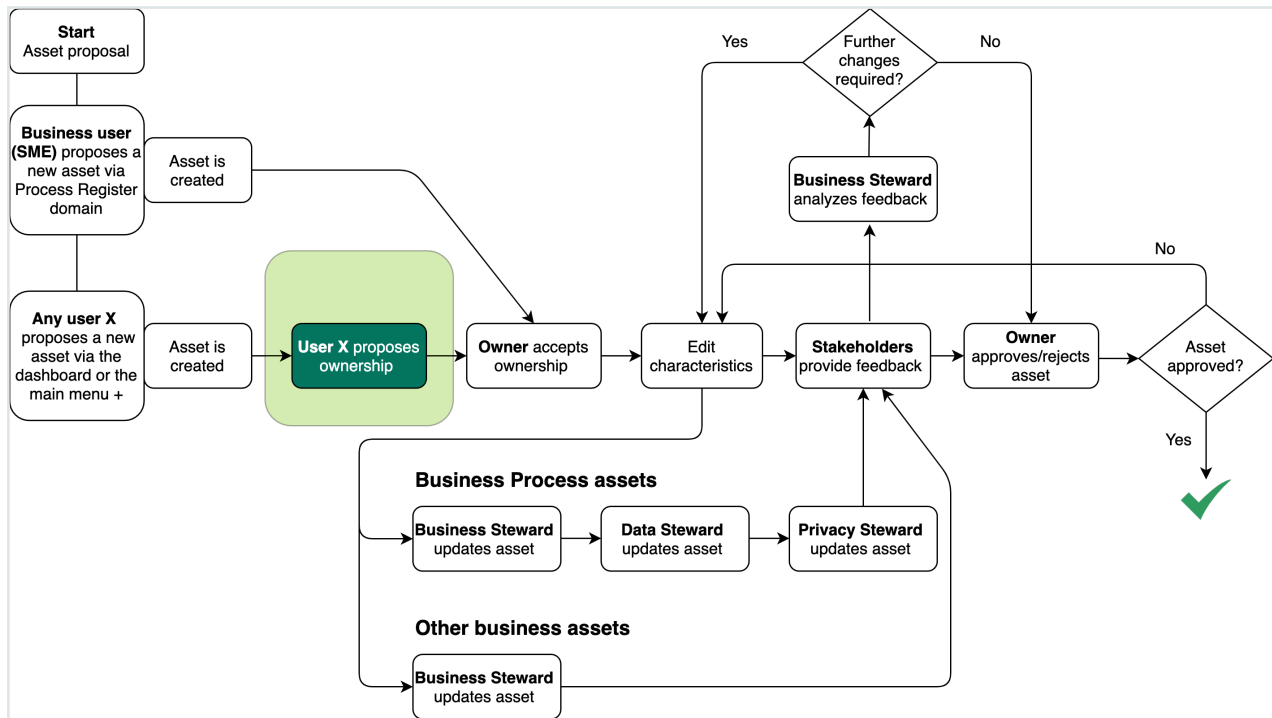 Start
Asset proposal
Business user
(SME) proposes a
new asset via
Process Register
domain
Asset is
created
Any user X
proposes a new
asset via the
dashboard or the
main menu +
Asset is
created
User X proposes
ownership
Owner accepts
ownership
Edit
characteristics
Stakeholders
provide feedback
Business Steward
analyzes feedback
Further
changes
required?
Yes
No
Owner
approves/rejects
asset
Asset
approved?
No
Yes
Business Process assets
Business Steward
updates asset
Data Steward
updates asset
Privacy Steward
updates asset
Other business assets
Business Steward
updates asset